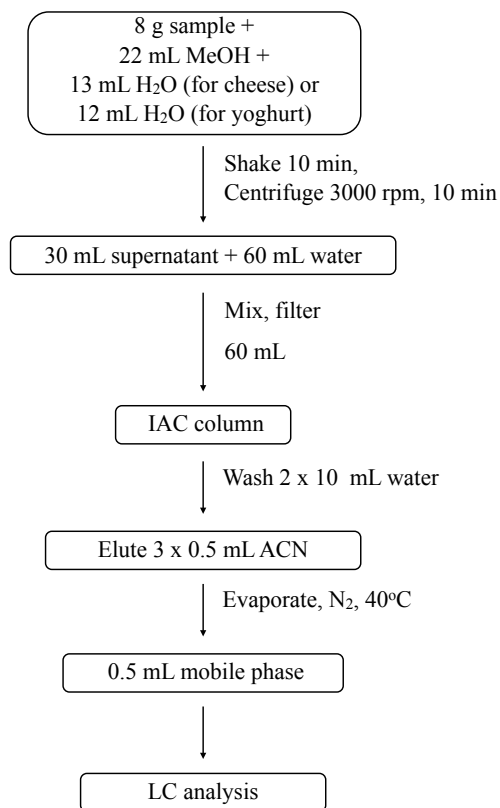 8 g sample +
22 mL MeOH +
13 mL H₂O (for cheese) or
12 mL H₂O (for yoghurt)
Shake 10 min,
Centrifuge 3000 rpm, 10 min
30 mL supernatant + 60 mL water
Mix, filter
60 mL
IAC column
Wash 2 x 10 mL water
Elute 3 x 0.5 mL ACN
Evaporate, N₂, 40°C
0.5 mL mobile phase
LC analysis